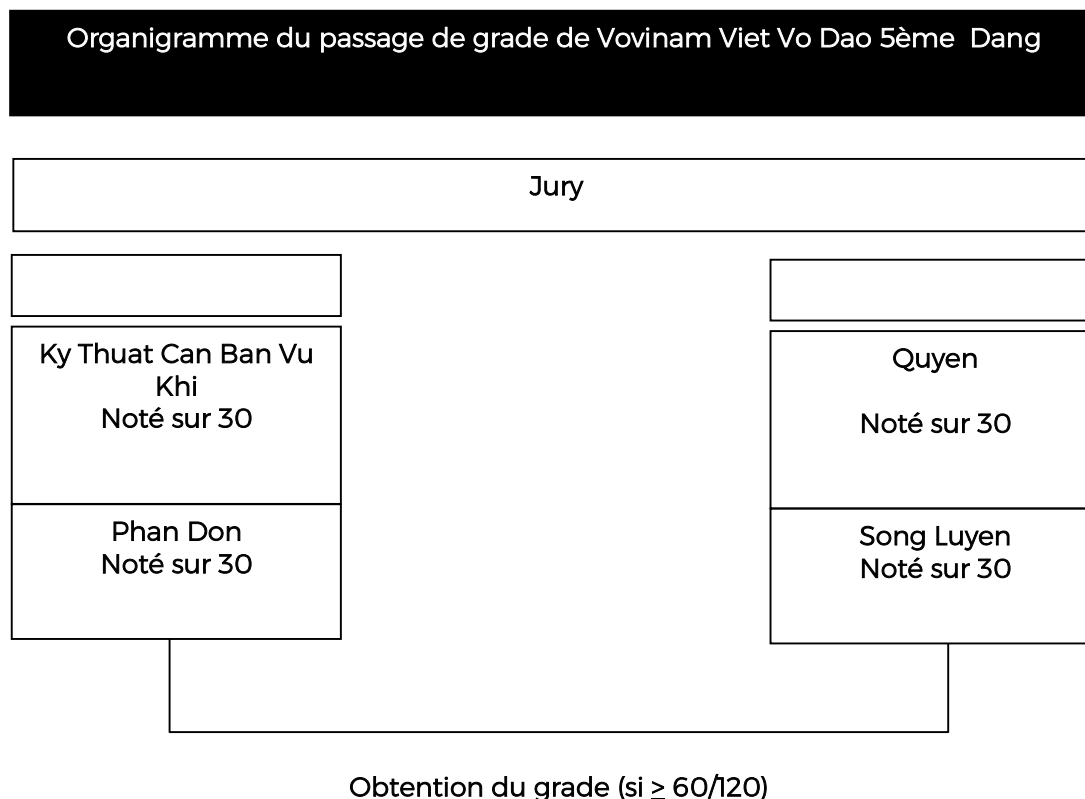 Organigramme du passage de grade de Vovinam Viet Vo Dao 5ème  Dang
Jury
Ky Thuat Can Ban Vu
Khi
Noté sur 30
Phan Don
Noté sur 30
Quyen
Noté sur 30
Song Luyen
Noté sur 30
Obtention du grade (si ≥ 60/120)